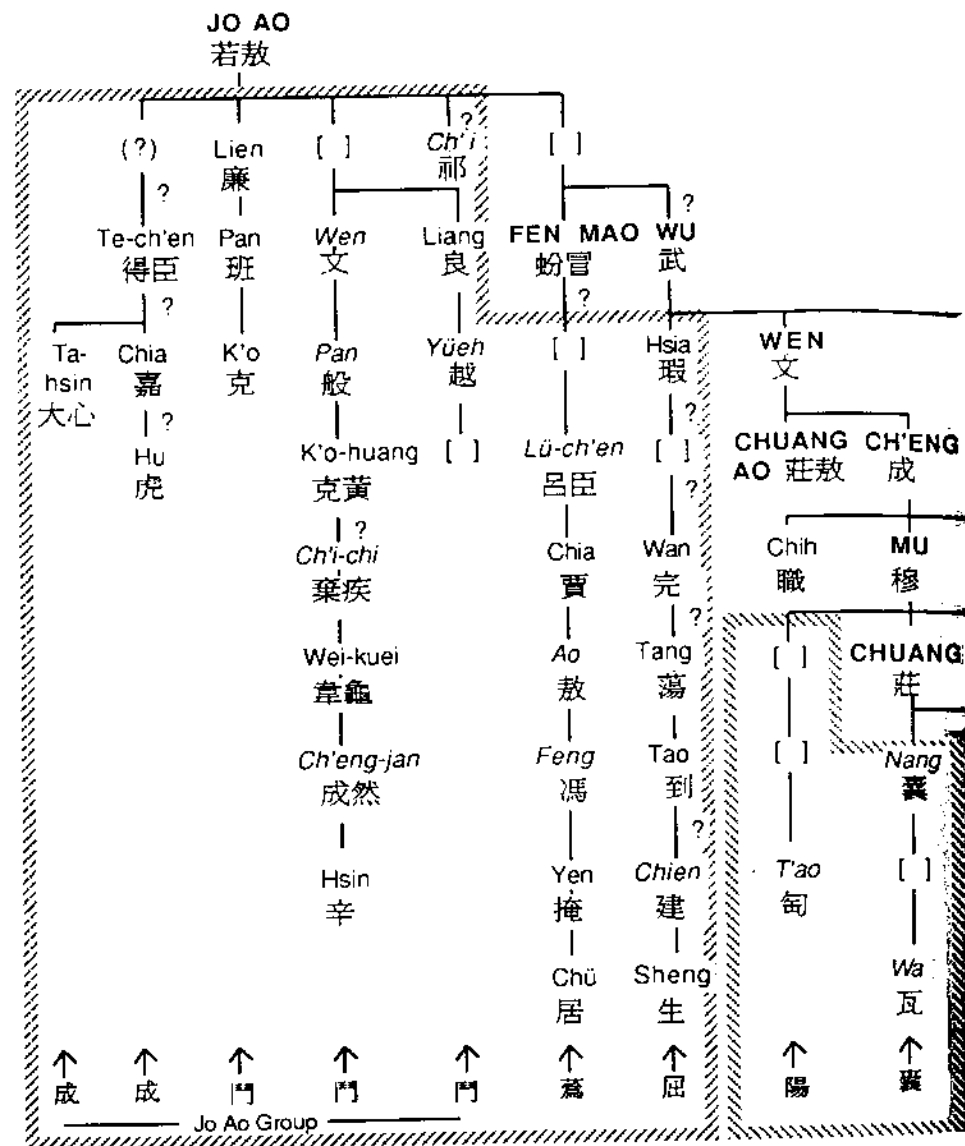 JO AO
若敖
?
(?) Lien [ ] Ch'i [ ]
廉 祁
? ?
Te-ch'en Pan Wen Liang FEN MAO WU
得臣 班 文 良 蚡冒 武
? ?
Ta- Chia K'o Pan Yüeh [ ] Hsia WEN
hsin 嘉 克 般 越 瑕 文
大心
? ?
Hu K'o-huang [ ] Lü-ch'en [ ] CHUANG CH'ENG
虎 克黃 呂臣 AO 莊敖 成
? ?
Ch'i-chi Chia Wan Chih MU
棄疾 賈 完 職 穆
?
Wei-kuei Ao Tang [ ] CHUANG
韋龜 敖 蕩 莊
Ch'eng-jan Feng Tao [ ] Nang
成然 馮 到 囊
?
Hsin Yen Chien T'ao [ ]
辛 掩 建 匋
Chü Sheng Wa
居 生 瓦
成 成 鬥 鬥 鬥 蔿 屈 陽 囊
Jo Ao Group